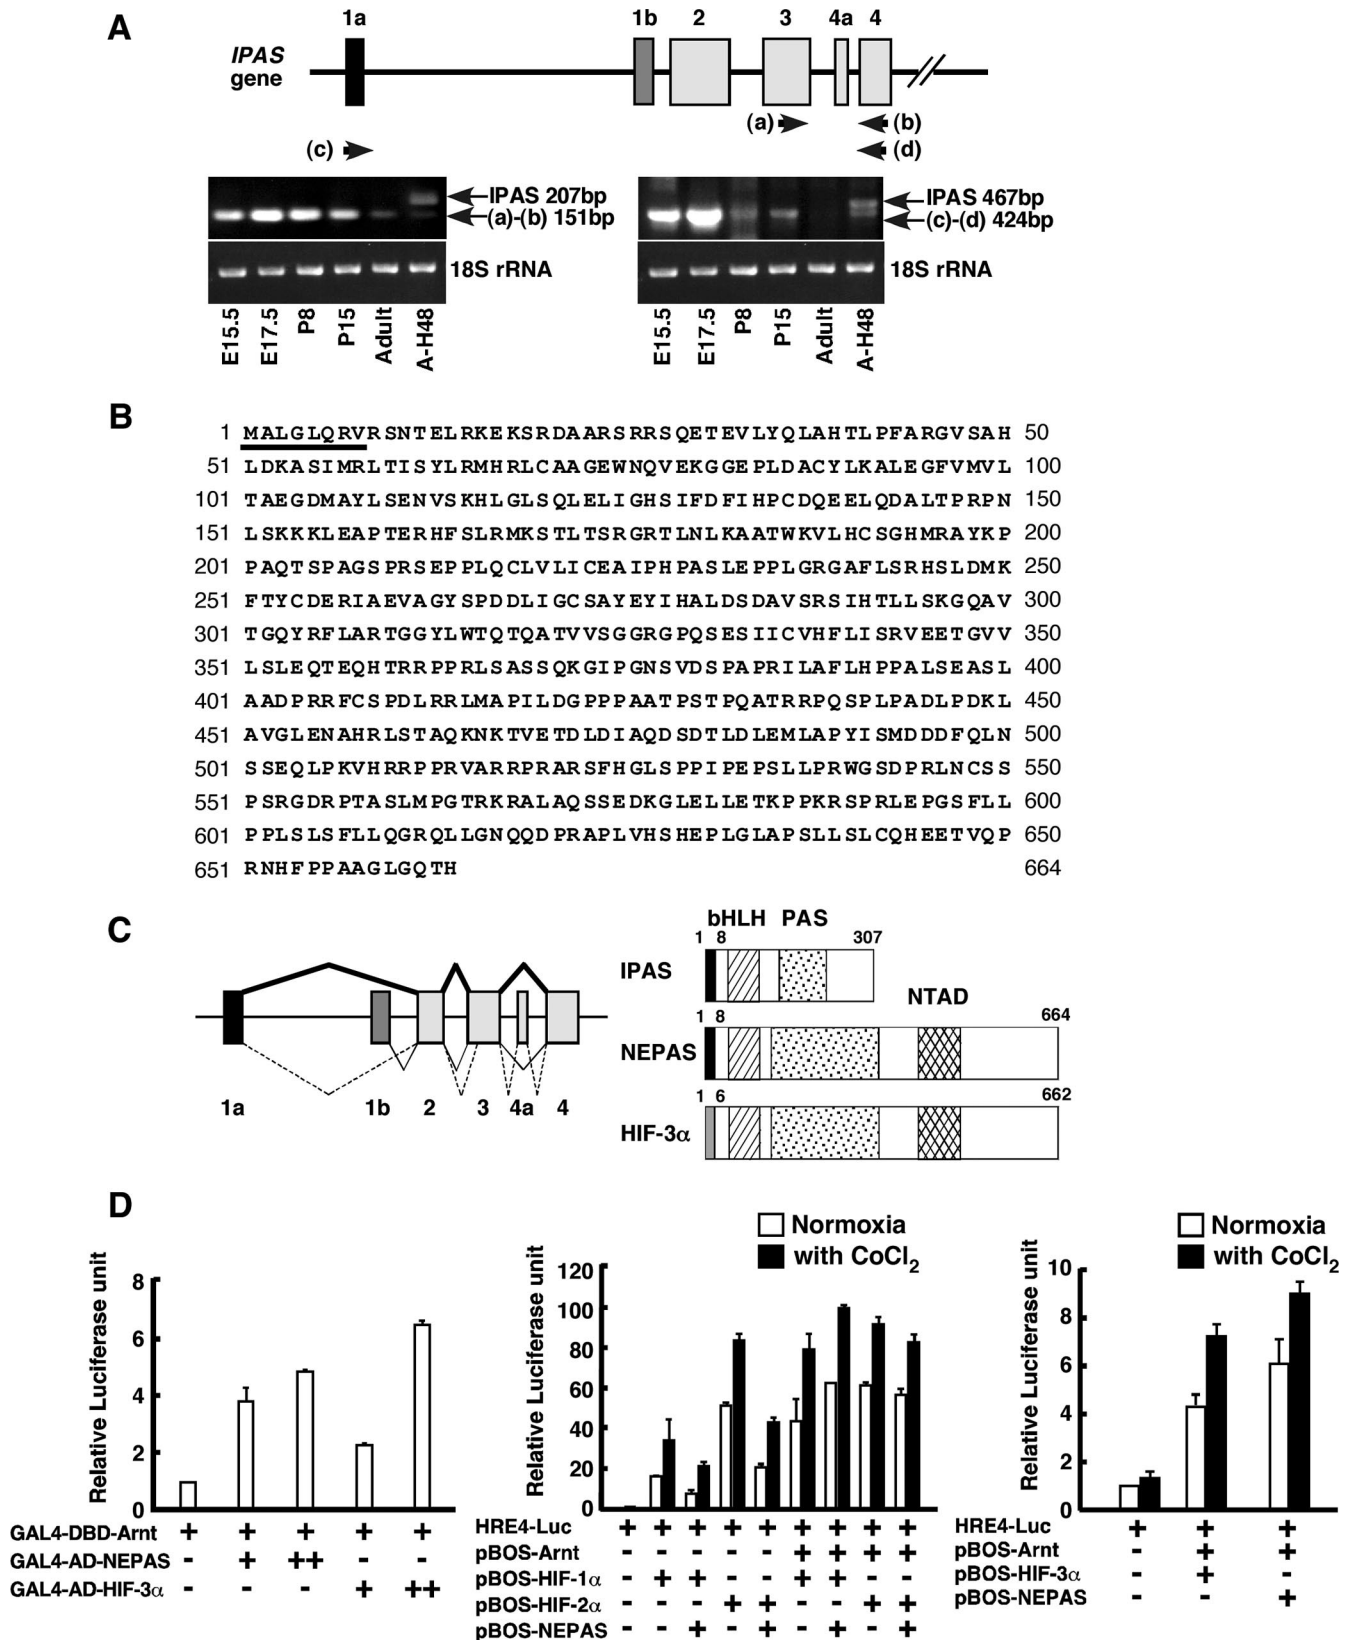 A
1a 1b 2 3 4a 4
IPAS
gene
(a) (b)
(c) (d)
IPAS 207bp
(a)-(b) 151bp
18S rRNA
E15.5 E17.5 P8 P15 Adult A-H48
IPAS 467bp
(c)-(d) 424bp
18S rRNA
E15.5 E17.5 P8 P15 Adult A-H48
B
1 MALGLQRVRSNTELRKEKSRDAARSRRSQETEVLYQLAHTLPFARGVSAH 50
51 LDKASIMRLTISYLRMHRLCAAGEWNQVEKGGEPLDACYLKALEGFVMVL 100
101 TAEGDMAYLSENVSKHLGLSQLELIGHSIFDFIHPCDQEELQDALTPRPN 150
151 LSKKKLEAPTERHFSLRMKSTLTSRGRTLNLKAATWKVLHCSGHMRAYKP 200
201 PAQTSPAGSPRSEPPLQCLVLICEAIPHPASLEPPLGRGAFLSRHSLDMK 250
251 FTYCDERIAEVAGYSPDDLIGCSAYEYIHALDSDAVSRSIHTLLSKGQAV 300
301 TGQYRFLARTGGYLWTQTQATVVSGGRGPQSESIICVHFLISRVEETGVV 350
351 LSLEQTEQHTRRPPRLSASSQKGIPGNSVDSPAPRILAFLHPPALSEASL 400
401 AADPRRFCSPDLRRLMAPILDGPPPAATPSTPQATRRPQSPLPADLPDKL 450
451 AVGLENAHRLSTAQKNKTVETDLDIAQDSDTLDLEMLAPYISMDDDFQLN 500
501 SSEQLPKVHRRPPRVARRPRARSFHGLSPPIPEPSLLPRWGSDPRLNCSS 550
551 PSRGDRPTASLMPGTRKRALAQSSEDKGLELLETKPPKRSPRLEPGSFLL 600
601 PPLSLSFLLQGRQLLGNQQDPRAPLVHSHEPLGLAPSLLSLCQHEETVQP 650
651 RNHFPPAAGLGQTH 664
C
1a 1b 2 3 4a 4
bHLH PAS
1 8 307
IPAS
NTAD
1 8 664
NEPAS
1 6 662
HIF-3α
D
Relative Luciferase unit
8
6
4
2
0
GAL4-DBD-Arnt + + + + +
GAL4-AD-NEPAS - + ++ - -
GAL4-AD-HIF-3α - - - + ++
Normoxia
with CoCl2
Relative Luciferase unit
120
100
80
60
40
20
0
HRE4-Luc + + + + + + + + +
pBOS-Arnt - - - - - + + + +
pBOS-HIF-1α - + + - - + + - -
pBOS-HIF-2α - - - + + - - + +
pBOS-NEPAS - - + - + - + - +
Normoxia
with CoCl2
Relative Luciferase unit
10
8
6
4
2
0
HRE4-Luc + + +
pBOS-Arnt - + +
pBOS-HIF-3α - + -
pBOS-NEPAS - - +